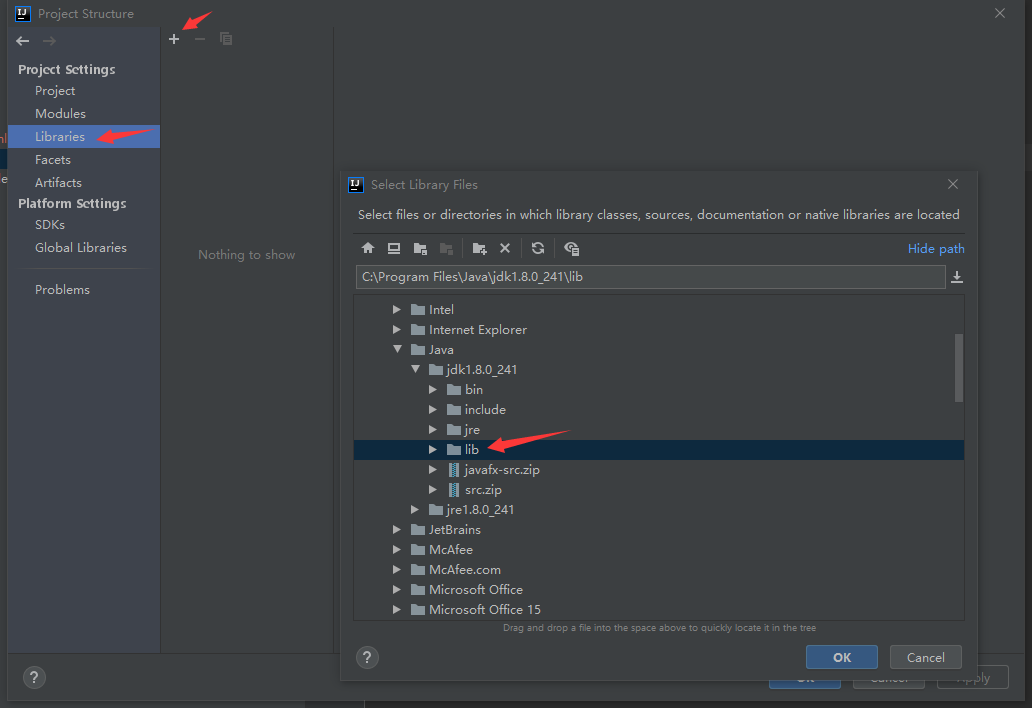 Project Structure
Project Settings
Project
Modules
Libraries
Facets
Artifacts
Platform Settings
SDKs
Global Libraries
Problems
Nothing to show
Select Library Files
Select files or directories in which library classes, sources, documentation or native libraries are located
Hide path
C:\Program Files\Java\jdk1.8.0_241\lib
Intel
Internet Explorer
Java
jdk1.8.0_241
bin
include
jre
lib
javafx-src.zip
src.zip
jre1.8.0_241
JetBrains
McAfee
McAfee.com
Microsoft Office
Microsoft Office 15
Drag and drop a file into the space above to quickly locate it in the tree
? OK Cancel
? OK Cancel Apply